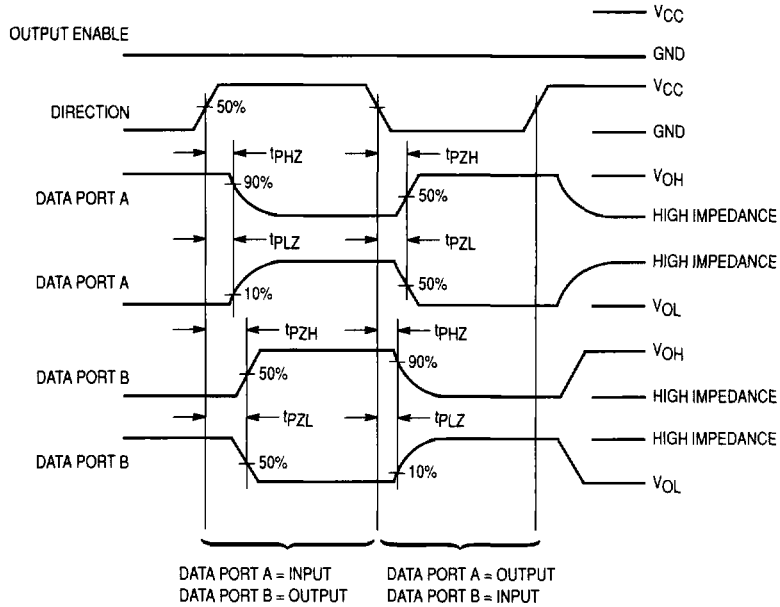 VCC
OUTPUT ENABLE
GND
VCC
DIRECTION
50%
GND
tPHZ
tPZH
VOH
DATA PORT A
90%
50%
HIGH IMPEDANCE
tPLZ
tPZL
HIGH IMPEDANCE
DATA PORT A
10%
50%
VOL
tPZH
tPHZ
VOH
DATA PORT B
50%
90%
HIGH IMPEDANCE
tPZL
tPLZ
HIGH IMPEDANCE
DATA PORT B
50%
10%
VOL
DATA PORT A = INPUT
DATA PORT B = OUTPUT
DATA PORT A = OUTPUT
DATA PORT B = INPUT